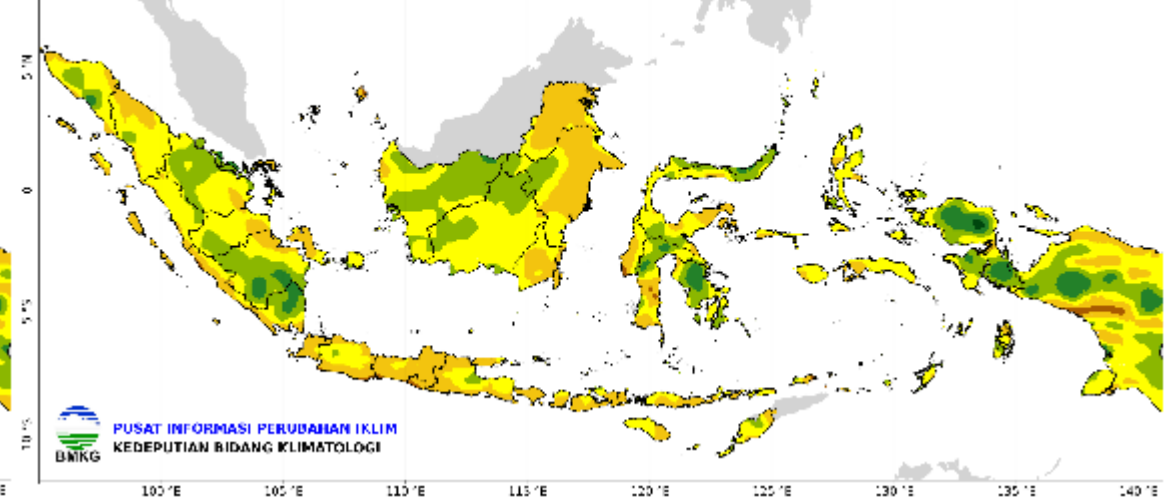 5 °N
0
5 °S
10 °S
PUSAT INFORMASI PERUBAHAN IKLIM
KEDEPUTIAN BIDANG KLIMATOLOGI
BMKG
°E
100 °E
105 °E
110 °E
115 °E
120 °E
125 °E
130 °E
135 °E
140 °E